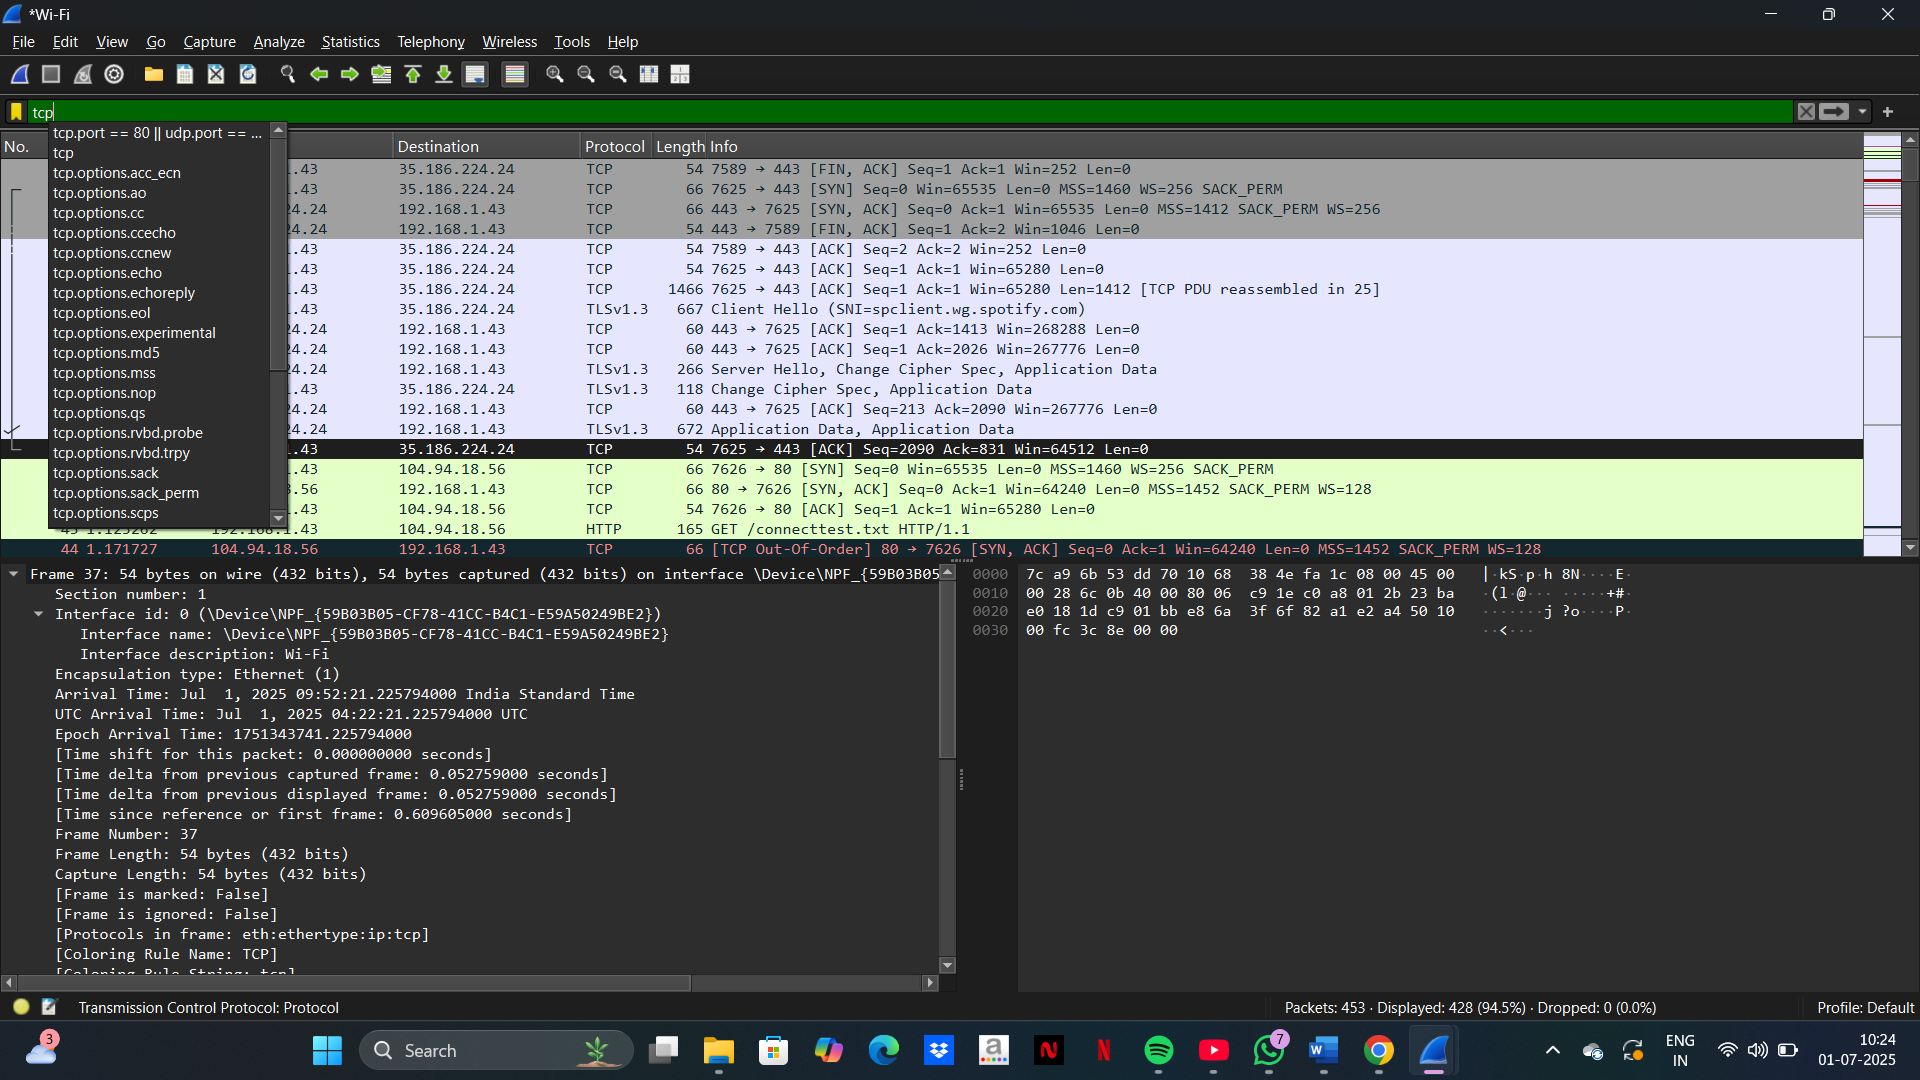 *Wi-Fi
File Edit View Go Capture Analyze Statistics Telephony Wireless Tools Help
tcp
tcp.port == 80 || udp.port == ...
tcp
tcp.options.acc_ecn
tcp.options.ao
tcp.options.cc
tcp.options.ccecho
tcp.options.ccnew
tcp.options.echo
tcp.options.echoreply
tcp.options.eol
tcp.options.experimental
tcp.options.md5
tcp.options.mss
tcp.options.nop
tcp.options.qs
tcp.options.rvbd.probe
tcp.options.rvbd.trpy
tcp.options.sack
tcp.options.sack_perm
tcp.options.scps
No. Destination Protocol Length Info
.43 35.186.224.24 TCP 54 7589 → 443 [FIN, ACK] Seq=1 Ack=1 Win=252 Len=0
.43 35.186.224.24 TCP 66 7625 → 443 [SYN] Seq=0 Win=65535 Len=0 MSS=1460 WS=256 SACK_PERM
24.24 192.168.1.43 TCP 66 443 → 7625 [SYN, ACK] Seq=0 Ack=1 Win=65535 Len=0 MSS=1412 SACK_PERM WS=256
24.24 192.168.1.43 TCP 54 443 → 7589 [FIN, ACK] Seq=1 Ack=2 Win=1046 Len=0
.43 35.186.224.24 TCP 54 7589 → 443 [ACK] Seq=2 Ack=2 Win=252 Len=0
.43 35.186.224.24 TCP 54 7625 → 443 [ACK] Seq=1 Ack=1 Win=65280 Len=0
.43 35.186.224.24 TCP 1466 7625 → 443 [ACK] Seq=1 Ack=1 Win=65280 Len=1412 [TCP PDU reassembled in 25]
.43 35.186.224.24 TLSv1.3 667 Client Hello (SNI=spclient.wg.spotify.com)
24.24 192.168.1.43 TCP 60 443 → 7625 [ACK] Seq=1 Ack=1413 Win=268288 Len=0
24.24 192.168.1.43 TCP 60 443 → 7625 [ACK] Seq=1 Ack=2026 Win=267776 Len=0
24.24 192.168.1.43 TLSv1.3 266 Server Hello, Change Cipher Spec, Application Data
.43 35.186.224.24 TLSv1.3 118 Change Cipher Spec, Application Data
24.24 192.168.1.43 TCP 60 443 → 7625 [ACK] Seq=213 Ack=2090 Win=267776 Len=0
24.24 192.168.1.43 TLSv1.3 672 Application Data, Application Data
.43 35.186.224.24 TCP 54 7625 → 443 [ACK] Seq=2090 Ack=831 Win=64512 Len=0
.43 104.94.18.56 TCP 66 7626 → 80 [SYN] Seq=0 Win=65535 Len=0 MSS=1460 WS=256 SACK_PERM
.56 192.168.1.43 TCP 66 80 → 7626 [SYN, ACK] Seq=0 Ack=1 Win=64240 Len=0 MSS=1452 SACK_PERM WS=128
.43 104.94.18.56 TCP 54 7626 → 80 [ACK] Seq=1 Ack=1 Win=65280 Len=0
43 1.125262 192.168.1.43 104.94.18.56 HTTP 165 GET /connecttest.txt HTTP/1.1
44 1.171727 104.94.18.56 192.168.1.43 TCP 66 [TCP Out-Of-Order] 80 → 7626 [SYN, ACK] Seq=0 Ack=1 Win=64240 Len=0 MSS=1452 SACK_PERM WS=128
Frame 37: 54 bytes on wire (432 bits), 54 bytes captured (432 bits) on interface \Device\NPF_{59B03B05
Section number: 1
Interface id: 0 (\Device\NPF_{59B03B05-CF78-41CC-B4C1-E59A50249BE2})
Interface name: \Device\NPF_{59B03B05-CF78-41CC-B4C1-E59A50249BE2}
Interface description: Wi-Fi
Encapsulation type: Ethernet (1)
Arrival Time: Jul  1, 2025 09:52:21.225794000 India Standard Time
UTC Arrival Time: Jul  1, 2025 04:22:21.225794000 UTC
Epoch Arrival Time: 1751343741.225794000
[Time shift for this packet: 0.000000000 seconds]
[Time delta from previous captured frame: 0.052759000 seconds]
[Time delta from previous displayed frame: 0.052759000 seconds]
[Time since reference or first frame: 0.609605000 seconds]
Frame Number: 37
Frame Length: 54 bytes (432 bits)
Capture Length: 54 bytes (432 bits)
[Frame is marked: False]
[Frame is ignored: False]
[Protocols in frame: eth:ethertype:ip:tcp]
[Coloring Rule Name: TCP]
[Coloring Rule String: tcp]
0000 7c a9 6b 53 dd 70 10 68 38 4e fa 1c 08 00 45 00 |·kS·p·h 8N····E·
0010 00 28 6c 0b 40 00 80 06 c9 1e c0 a8 01 2b 23 ba ·(l·@··· ·····+#·
0020 e0 18 1d c9 01 bb e8 6a 3f 6f 82 a1 e2 a4 50 10 ·······j ?o····P·
0030 00 fc 3c 8e 00 00 ··<···
Transmission Control Protocol: Protocol
Packets: 453 · Displayed: 428 (94.5%) · Dropped: 0 (0.0%)
Profile: Default
3
Search
a
N
N
7
W
ENG
IN
10:24
01-07-2025